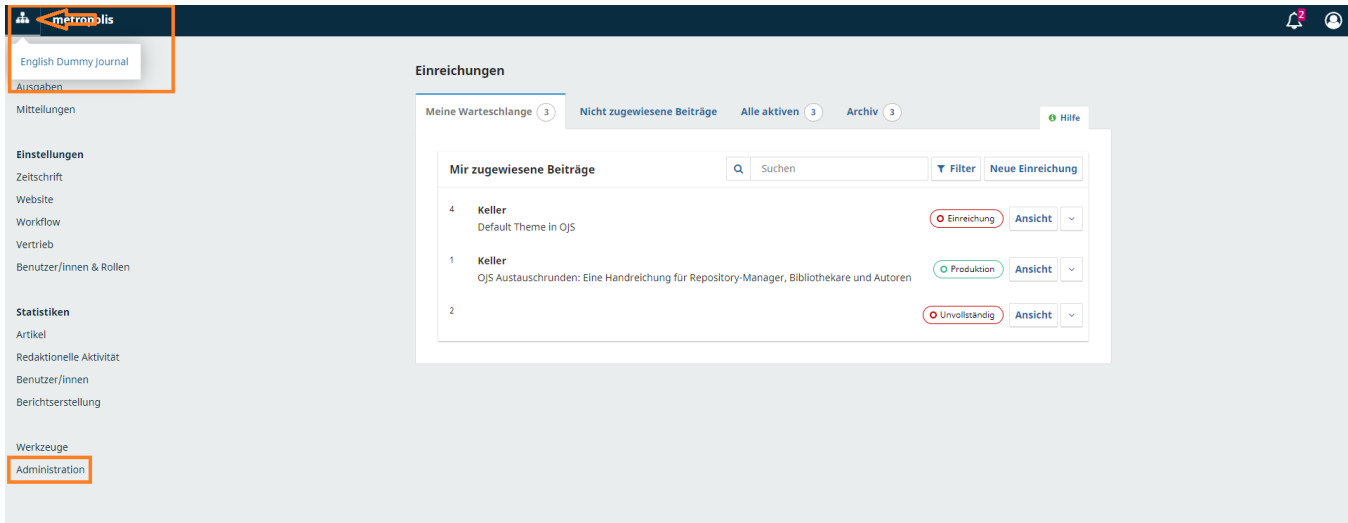 metropolis
2
English Dummy Journal
Ausgaben
Mitteilungen
Einstellungen
Zeitschrift
Website
Workflow
Vertrieb
Benutzer/innen & Rollen
Statistiken
Artikel
Redaktionelle Aktivität
Benutzer/innen
Berichtserstellung
Werkzeuge
Administration
Einreichungen
Meine Warteschlange 3 Nicht zugewiesene Beiträge Alle aktiven 3 Archiv 3
Hilfe
Mir zugewiesene Beiträge Suchen Filter Neue Einreichung
4 Keller Einreichung Ansicht
Default Theme in OJS
1 Keller Produktion Ansicht
OJS Austauschrunden: Eine Handreichung für Repository-Manager, Bibliothekare und Autoren
2 Unvollständig Ansicht